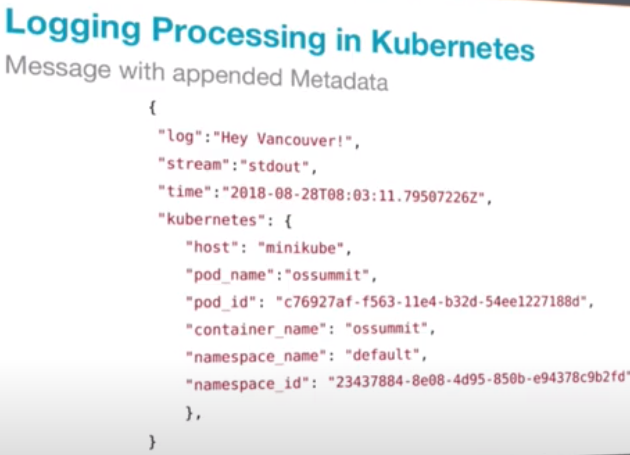 Logging Processing in Kubernetes
Message with appended Metadata
{
"log":"Hey Vancouver!",
"stream":"stdout",
"time":"2018-08-28T08:03:11.79507226Z",
"kubernetes": {
"host": "minikube",
"pod_name":"ossummit",
"pod_id": "c76927af-f563-11e4-b32d-54ee1227188d",
"container_name": "ossummit",
"namespace_name": "default",
"namespace_id": "23437884-8e08-4d95-850b-e94378c9b2fd"
},
}